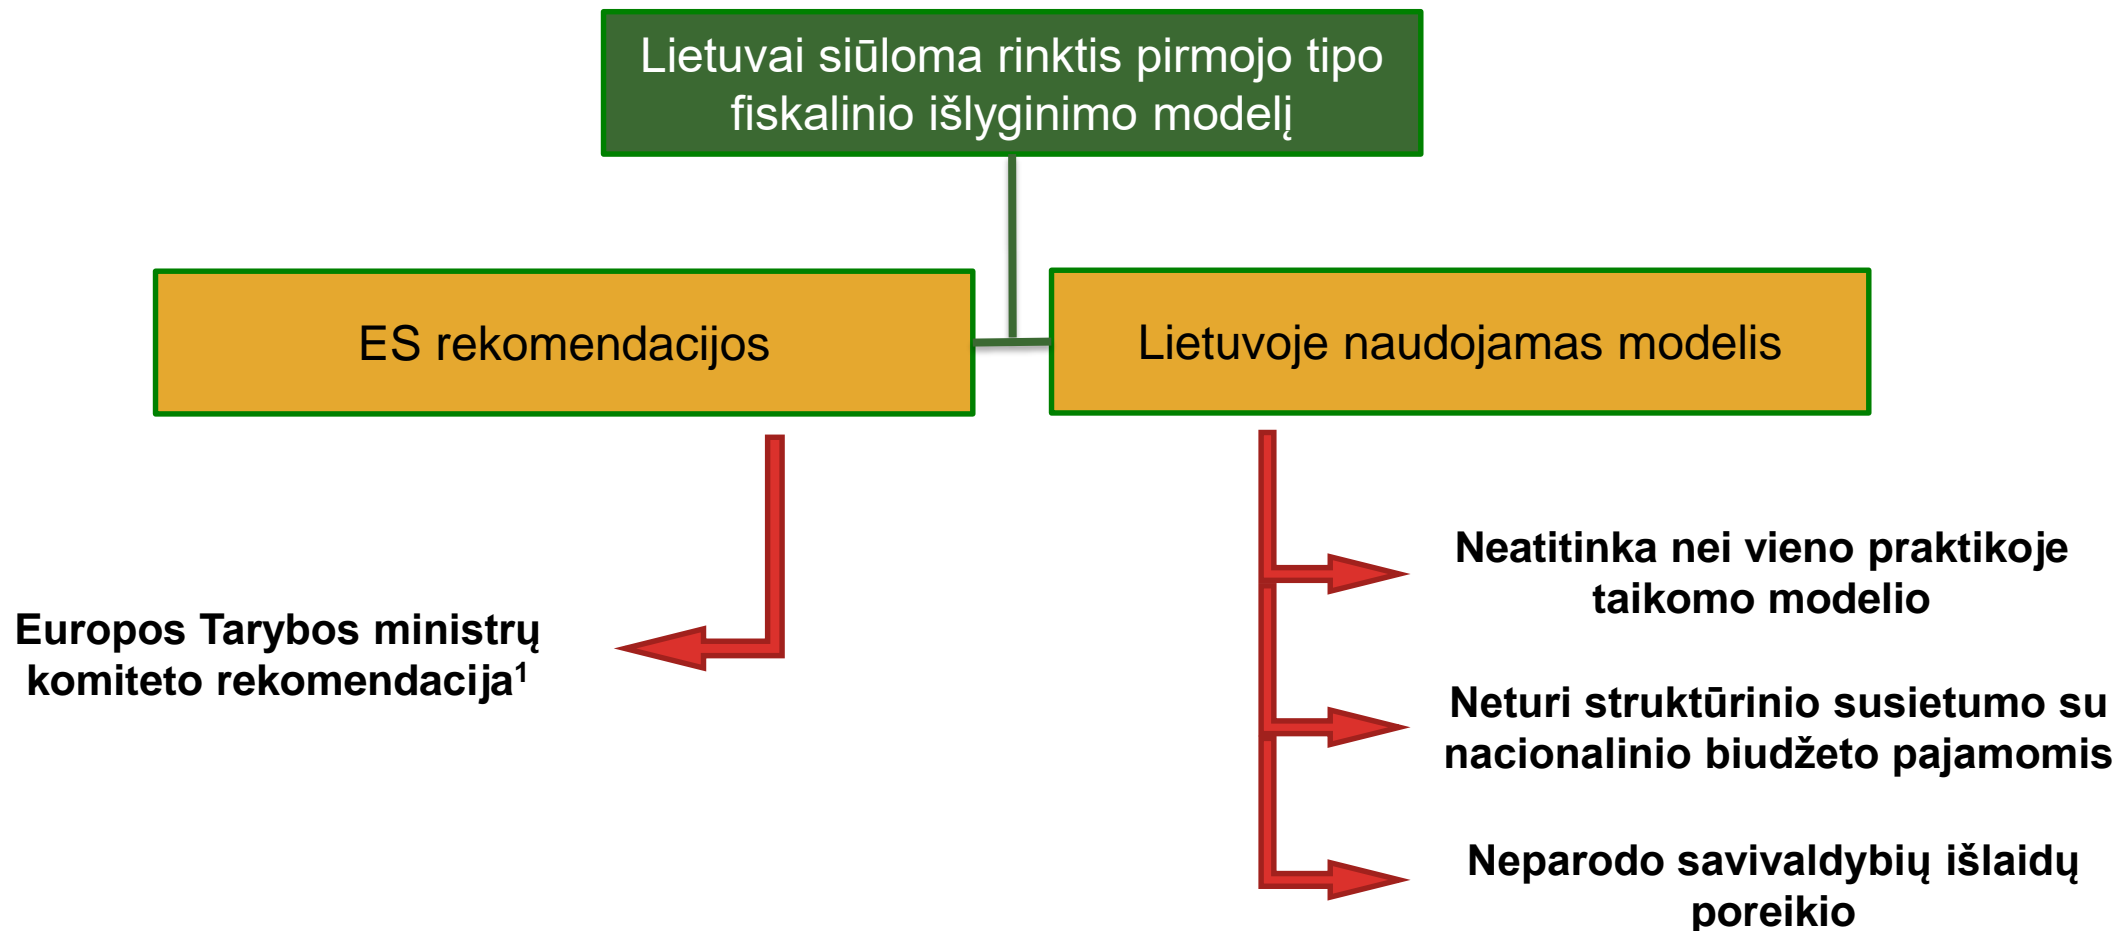 Lietuvai siūloma rinktis pirmojo tipo
fiskalinio išlyginimo modelį
ES rekomendacijos
Lietuvoje naudojamas modelis
Europos Tarybos ministrų
komiteto rekomendacija¹
Neatitinka nei vieno praktikoje
taikomo modelio
Neturi struktūrinio susietumo su
nacionalinio biudžeto pajamomis
Neparodo savivaldybių išlaidų
poreikio